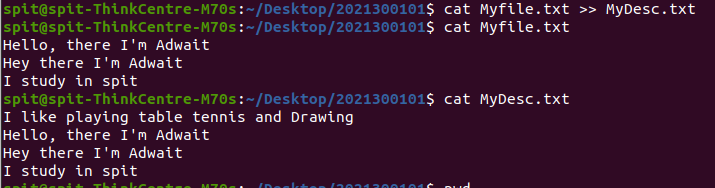 spit@spit-ThinkCentre-M70s:~/Desktop/2021300101$ cat Myfile.txt >> MyDesc.txt
spit@spit-ThinkCentre-M70s:~/Desktop/2021300101$ cat Myfile.txt
Hello, there I'm Adwait
Hey there I'm Adwait
I study in spit
spit@spit-ThinkCentre-M70s:~/Desktop/2021300101$ cat MyDesc.txt
I like playing table tennis and Drawing
Hello, there I'm Adwait
Hey there I'm Adwait
I study in spit
spit@spit-ThinkCentre-M70s:~/Desktop/2021300101$ pwd